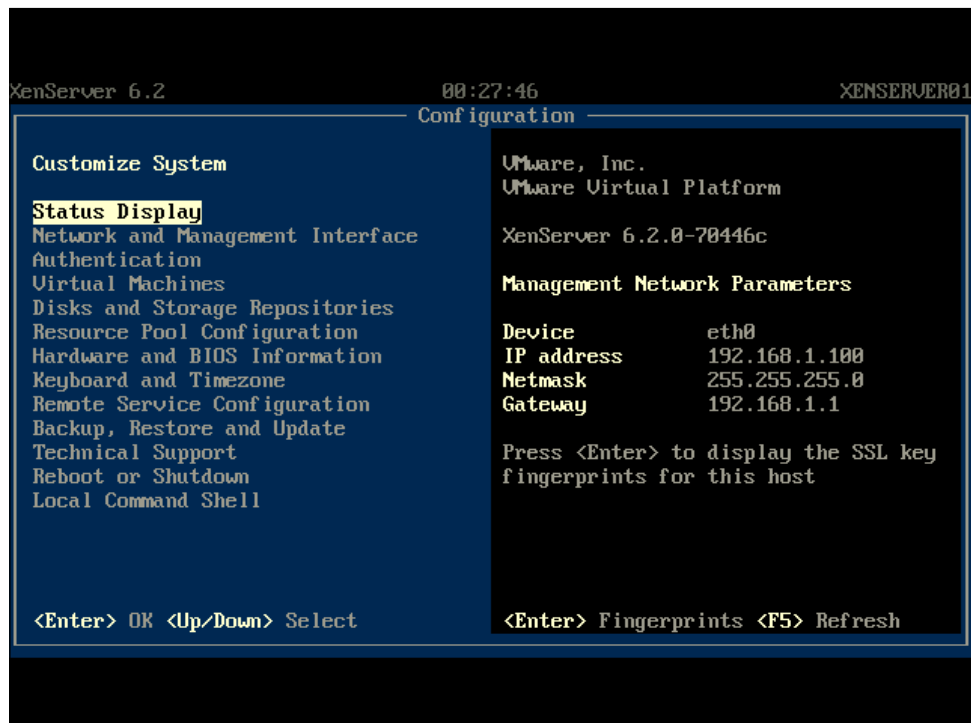 XenServer 6.2 00:27:46 XENSERVER01
Configuration
Customize System
Status Display
Network and Management Interface
Authentication
Virtual Machines
Disks and Storage Repositories
Resource Pool Configuration
Hardware and BIOS Information
Keyboard and Timezone
Remote Service Configuration
Backup, Restore and Update
Technical Support
Reboot or Shutdown
Local Command Shell
<Enter> OK <Up/Down> Select
VMware, Inc.
VMware Virtual Platform
XenServer 6.2.0-70446c
Management Network Parameters
Device eth0
IP address 192.168.1.100
Netmask 255.255.255.0
Gateway 192.168.1.1
Press <Enter> to display the SSL key
fingerprints for this host
<Enter> Fingerprints <F5> Refresh